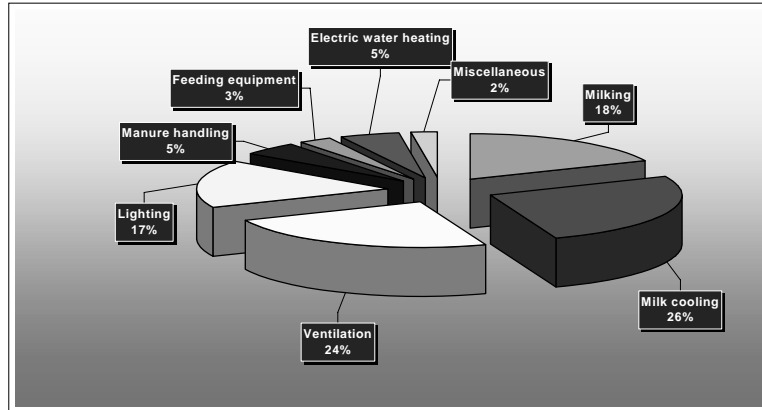 Electric water heating
5%
Miscellaneous
2%
Feeding equipment
3%
Milking
18%
Manure handling
5%
Lighting
17%
Milk cooling
26%
Ventilation
24%